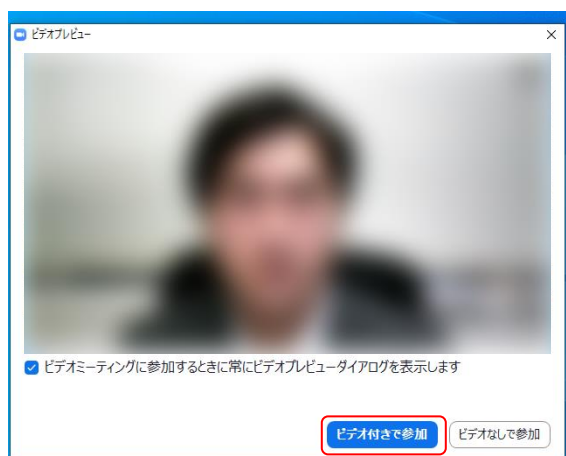 ビデオプレビュー
ビデオミーティングに参加するときに常にビデオプレビューダイアログを表示します
ビデオ付きで参加 ビデオなしで参加